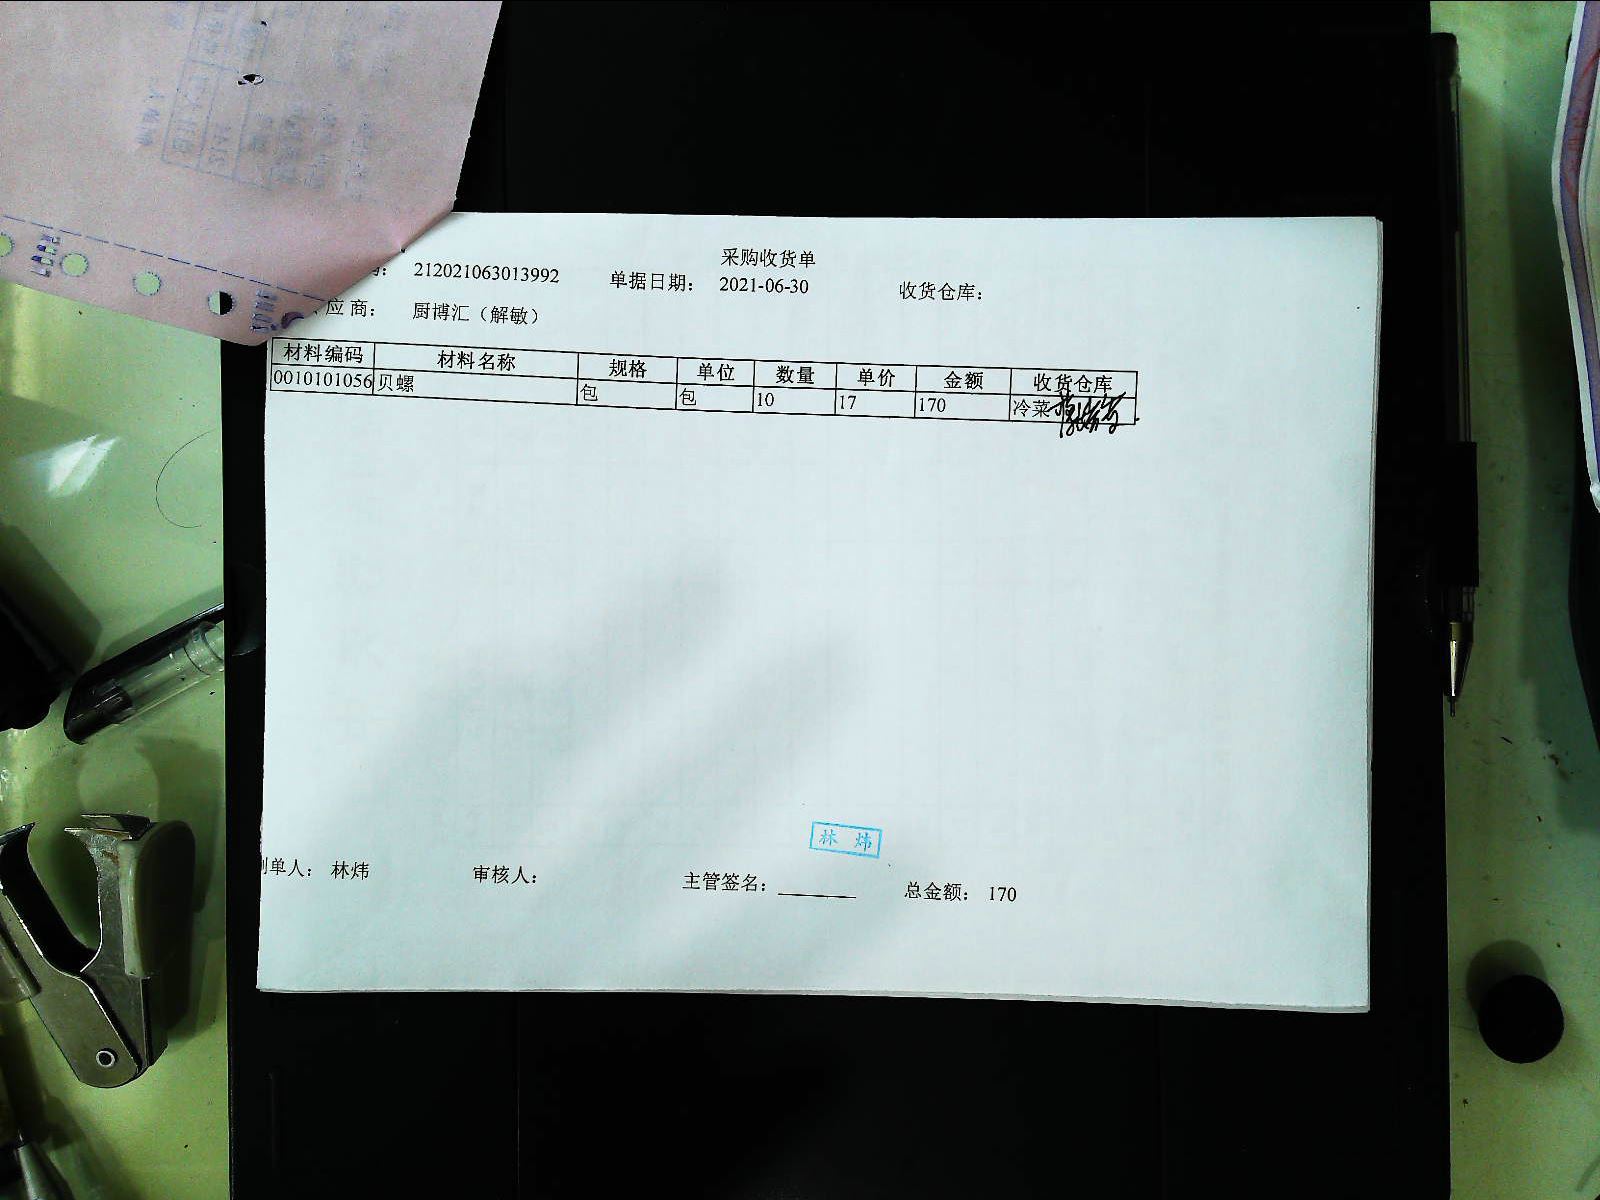 采购收货单
212021063013992 单据日期: 2021-06-30 收货仓库:
应商: 厨博汇（解敏）
材料编码 材料名称 规格 单位 数量 单价 金额 收货仓库
0010101056 贝螺 包 包 10 17 170 冷菜
林 炜
单人: 林炜 审核人: 主管签名: 总金额: 170